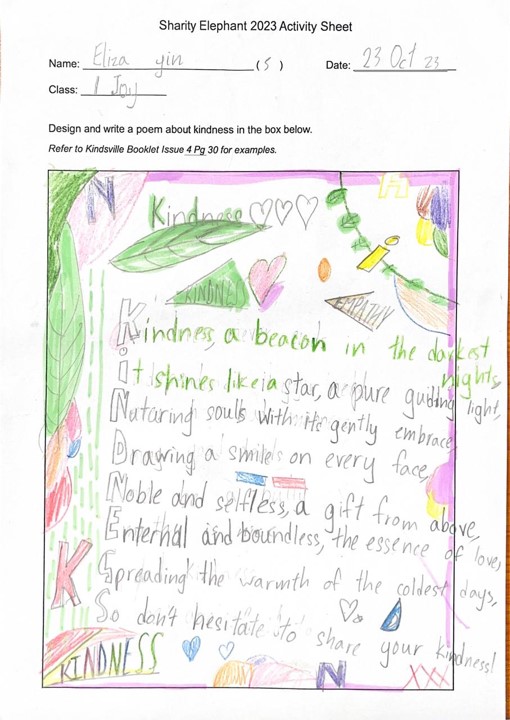 Sharity Elephant 2023 Activity Sheet
Name: Eliza yin (5)
Date: 23 Oct 23
Class: 1 Joy
Design and write a poem about kindness in the box below.
Refer to Kindsville Booklet Issue 4 Pg 30 for examples.
N
A
Kindness
KINDNE
EMPATHY
Kindness, a beacon in the darkest
nights,
It shines like a star, a pure guiding light,
Nuturing souls with its gently embrace,
Drawing a smile on every face,
Noble and selfless, a gift from above,
Enternal and boundless, the essence of love,
K
Spreading the warmth of the coldest days,
So don't hesitate to share your kindness!
KINDNESS
N
XXX